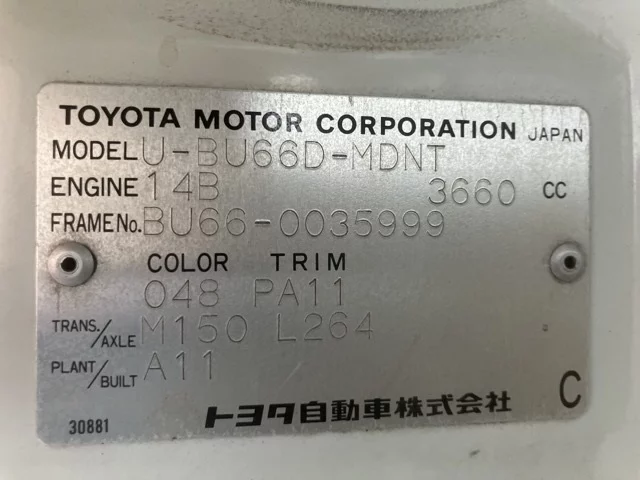 TOYOTA MOTOR CORPORATION JAPAN
MODEL U-BU66D-MDNT
ENGINE 14B 3660 CC
FRAME No. BU66-0035999
COLOR TRIM
048 PA11
TRANS./AXLE M150 L264
PLANT/BUILT A11
トヨタ自動車株式会社 C
30881